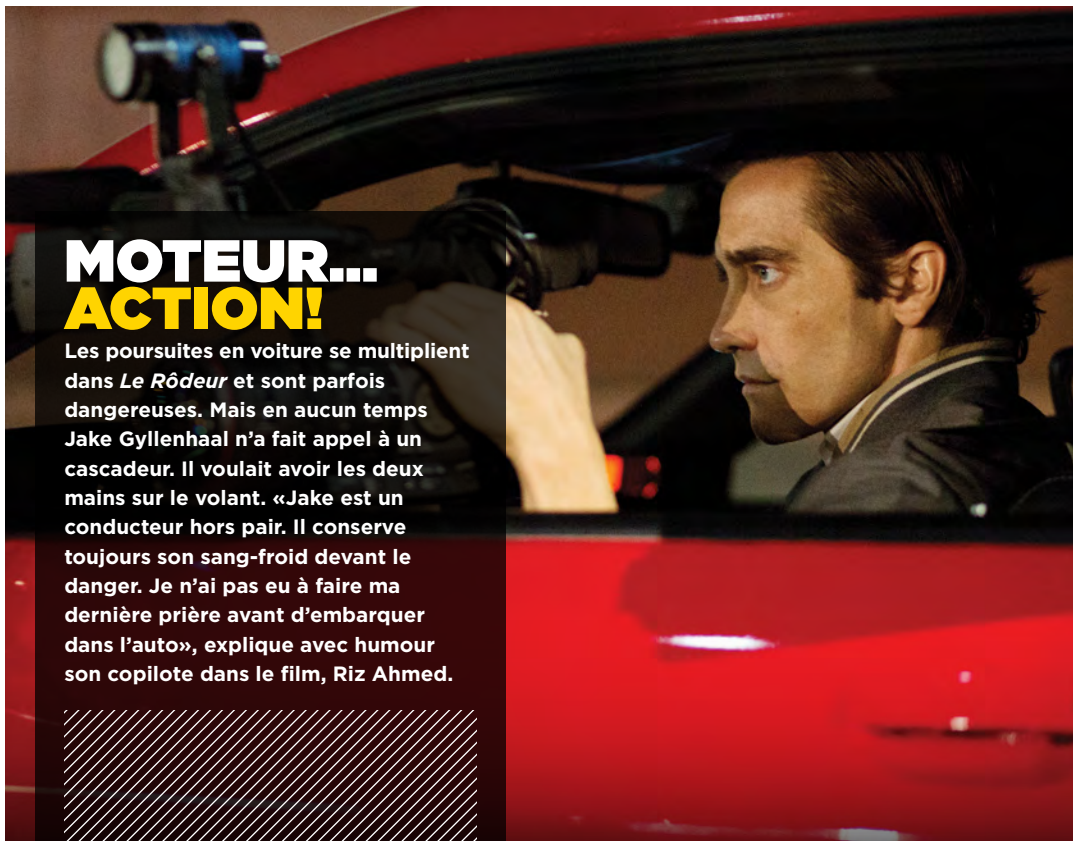 MOTEUR...
ACTION!
Les poursuites en voiture se multiplient
dans Le Rôdeur et sont parfois
dangereuses. Mais en aucun temps
Jake Gyllenhaal n’a fait appel à un
cascadeur. Il voulait avoir les deux
mains sur le volant. «Jake est un
conducteur hors pair. Il conserve
toujours son sang-froid devant le
danger. Je n’ai pas eu à faire ma
dernière prière avant d’embarquer
dans l’auto», explique avec humour
son copilote dans le film, Riz Ahmed.